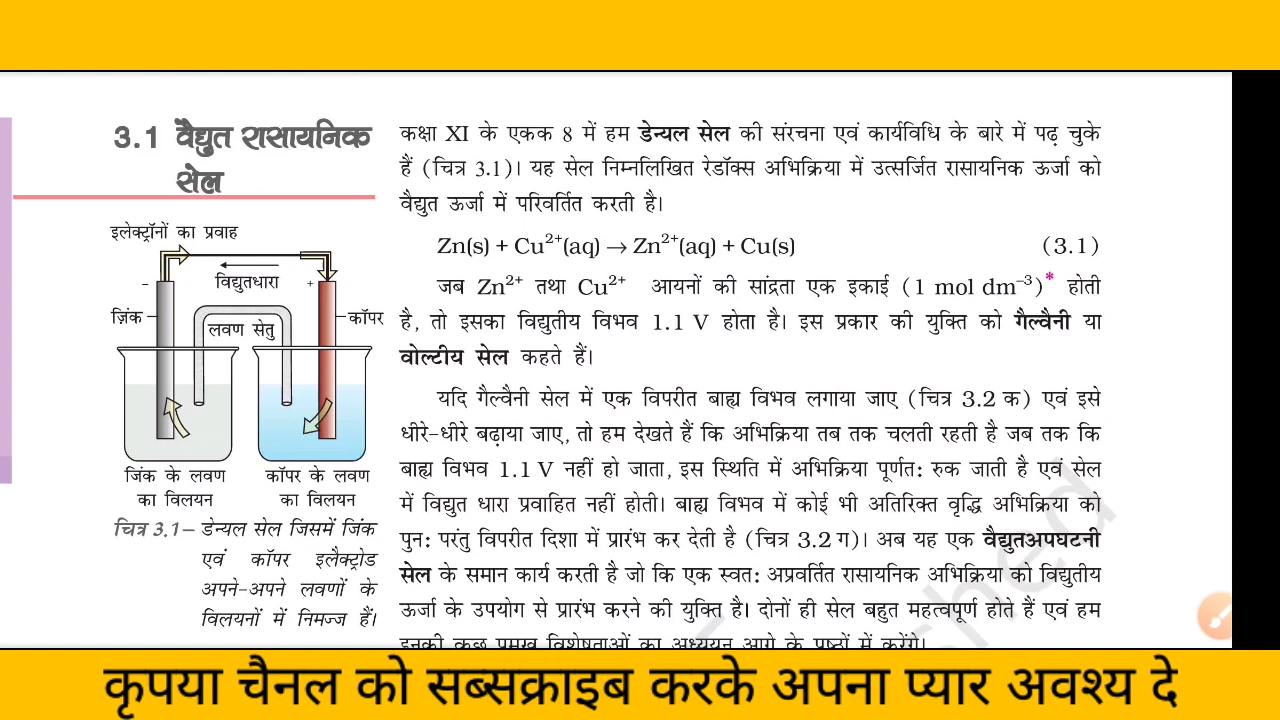 3.1 वैद्युत रासायनिक
सेल
इलेक्ट्रॉनों का प्रवाह
विद्युतधारा
–
+
ज़िंक
कॉपर
लवण सेतु
जिंक के लवण
का विलयन
कॉपर के लवण
का विलयन
चित्र 3.1– डेन्यल सेल जिसमें जिंक
एवं कॉपर इलैक्ट्रोड
अपने-अपने लवणों के
विलयनों में निमज्ज हैं।
कक्षा XI के एकक 8 में हम डेन्यल सेल की संरचना एवं कार्यविधि के बारे में पढ़ चुके
हैं (चित्र 3.1)। यह सेल निम्नलिखित रेडॉक्स अभिक्रिया में उत्सर्जित रासायनिक ऊर्जा को
वैद्युत ऊर्जा में परिवर्तित करती है।
Zn(s) + Cu²⁺(aq) → Zn²⁺(aq) + Cu(s) (3.1)
जब Zn²⁺ तथा Cu²⁺ आयनों की सांद्रता एक इकाई (1 mol dm⁻³)* होती
है, तो इसका विद्युतीय विभव 1.1 V होता है। इस प्रकार की युक्ति को गैल्वैनी या
वोल्टीय सेल कहते हैं।
यदि गैल्वैनी सेल में एक विपरीत बाह्य विभव लगाया जाए (चित्र 3.2 क) एवं इसे
धीरे-धीरे बढ़ाया जाए, तो हम देखते हैं कि अभिक्रिया तब तक चलती रहती है जब तक कि
बाह्य विभव 1.1 V नहीं हो जाता, इस स्थिति में अभिक्रिया पूर्णत: रुक जाती है एवं सेल
में विद्युत धारा प्रवाहित नहीं होती। बाह्य विभव में कोई भी अतिरिक्त वृद्धि अभिक्रिया को
पुन: परंतु विपरीत दिशा में प्रारंभ कर देती है (चित्र 3.2 ग)। अब यह एक वैद्युतअपघटनी
सेल के समान कार्य करती है जो कि एक स्वत: अप्रवर्तित रासायनिक अभिक्रिया को विद्युतीय
ऊर्जा के उपयोग से प्रारंभ करने की युक्ति है। दोनों ही सेल बहुत महत्वपूर्ण होते हैं एवं हम
इनकी कुछ प्रमुख विशेषताओं का अध्ययन आगे के पृष्ठों में करेंगे।
कृपया चैनल को सब्सक्राइब करके अपना प्यार अवश्य दे